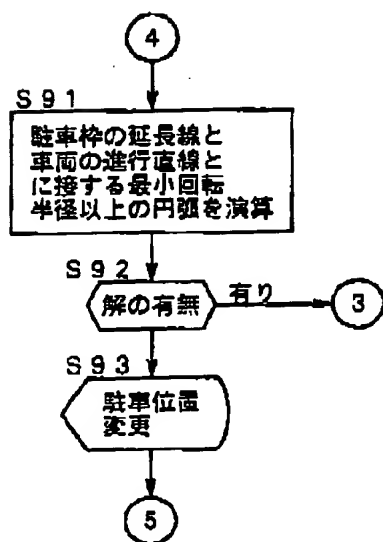 4
S91
駐車枠の延長線と
車両の進行直線と
に接する最小回転
半径以上の円弧を演算
S92
解の有無
有り
3
S93
駐車位置
変更
5